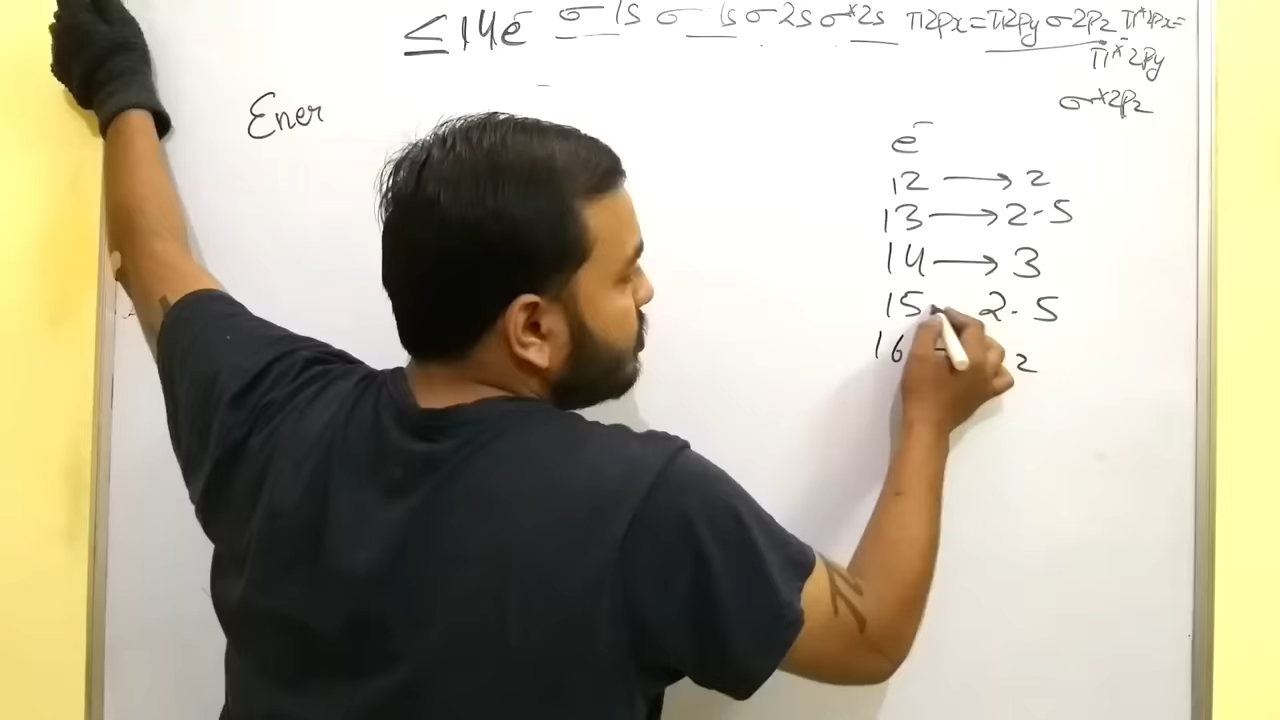 ≤14e⁻ σ1s σ 1s σ2s σ*2s π2px=π2py σ2pz π*2px=
π*2py
σ*2pz
Ener
e⁻
12 → 2
13 → 2.5
14 → 3
15 2.5
16 2